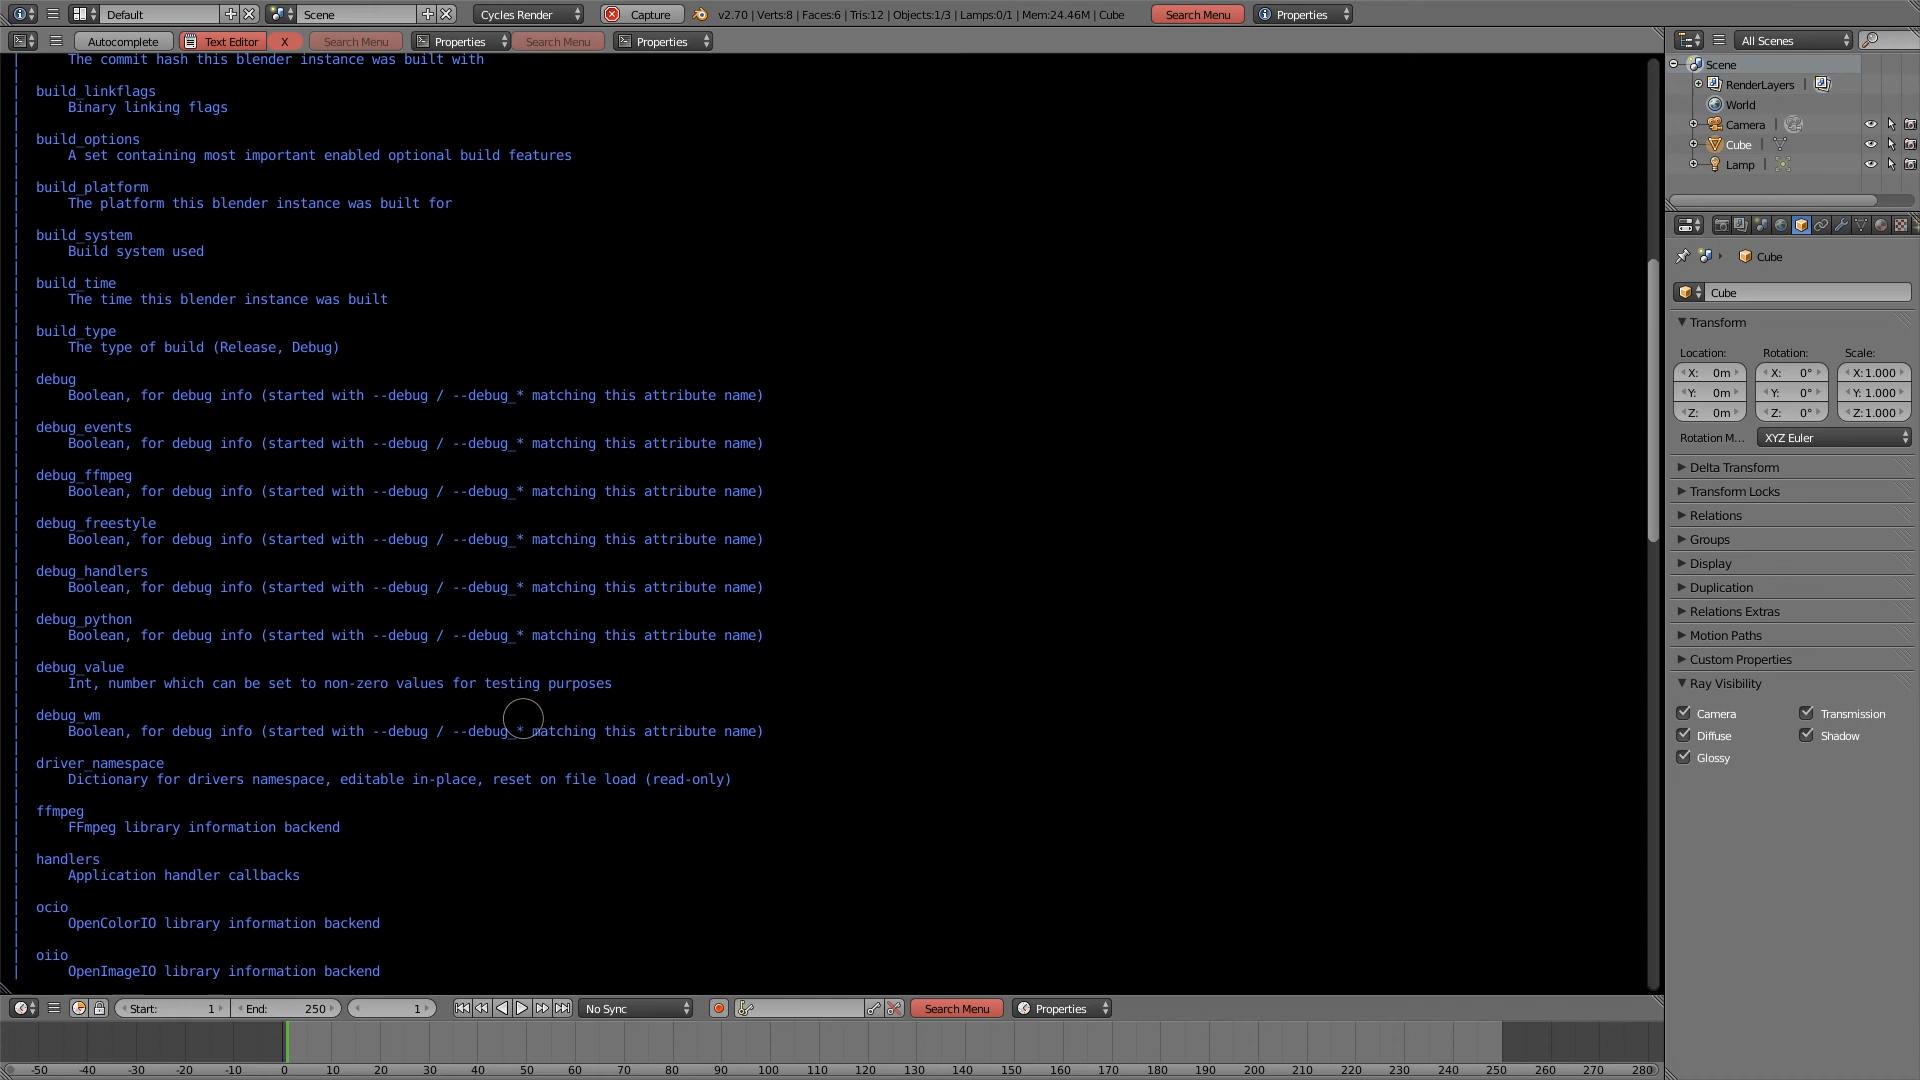 Default
Scene
Cycles Render
Capture
v2.70 | Verts:8 | Faces:6 | Tris:12 | Objects:1/3 | Lamps:0/1 | Mem:24.46M | Cube
Search Menu
Properties
Autocomplete
Text Editor
X
Search Menu
Properties
Search Menu
Properties
The commit hash this blender instance was built with
build_linkflags
Binary linking flags
build_options
A set containing most important enabled optional build features
build_platform
The platform this blender instance was built for
build_system
Build system used
build_time
The time this blender instance was built
build_type
The type of build (Release, Debug)
debug
Boolean, for debug info (started with --debug / --debug_* matching this attribute name)
debug_events
Boolean, for debug info (started with --debug / --debug_* matching this attribute name)
debug_ffmpeg
Boolean, for debug info (started with --debug / --debug_* matching this attribute name)
debug_freestyle
Boolean, for debug info (started with --debug / --debug_* matching this attribute name)
debug_handlers
Boolean, for debug info (started with --debug / --debug_* matching this attribute name)
debug_python
Boolean, for debug info (started with --debug / --debug_* matching this attribute name)
debug_value
Int, number which can be set to non-zero values for testing purposes
debug_wm
Boolean, for debug info (started with --debug / --debug_* matching this attribute name)
driver_namespace
Dictionary for drivers namespace, editable in-place, reset on file load (read-only)
ffmpeg
FFmpeg library information backend
handlers
Application handler callbacks
ocio
OpenColorIO library information backend
oiio
OpenImageIO library information backend
All Scenes
Scene
RenderLayers |
World
Camera |
Cube |
Lamp |
Cube
Cube
Transform
Location: Rotation: Scale:
X: 0m X: 0° X: 1.000
Y: 0m Y: 0° Y: 1.000
Z: 0m Z: 0° Z: 1.000
Rotation M... XYZ Euler
Delta Transform
Transform Locks
Relations
Groups
Display
Duplication
Relations Extras
Motion Paths
Custom Properties
Ray Visibility
Camera Transmission
Diffuse Shadow
Glossy
Start: 1
End: 250
1
No Sync
Search Menu
Properties
-50 -40 -30 -20 -10 0 10 20 30 40 50 60 70 80 90 100 110 120 130 140 150 160 170 180 190 200 210 220 230 240 250 260 270 280